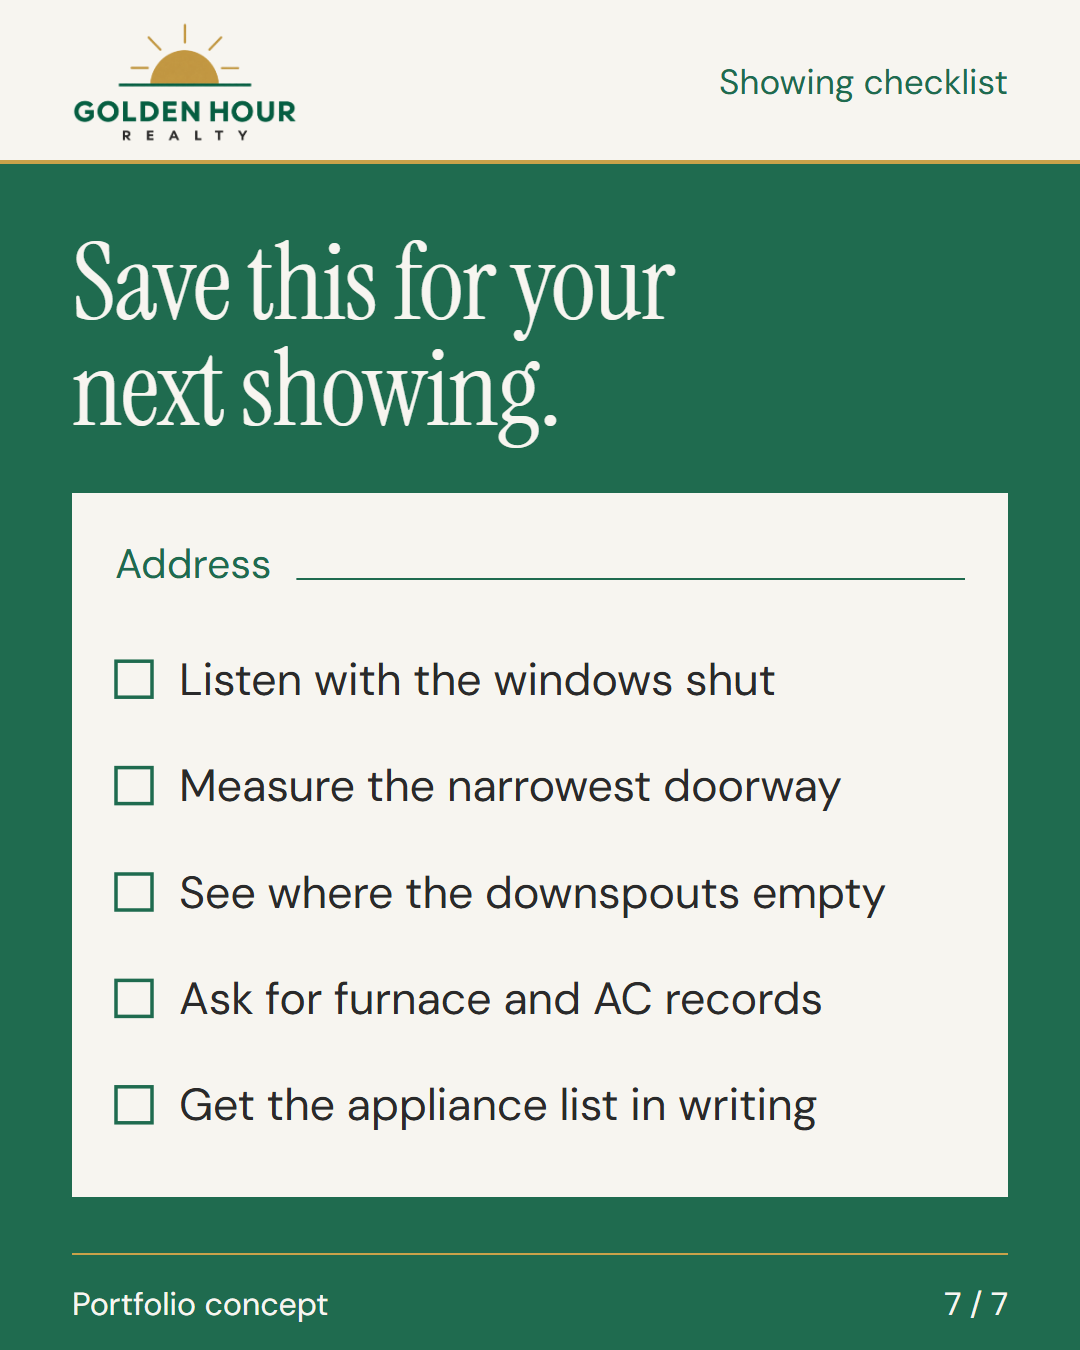 GOLDEN HOUR
REALTY
Showing checklist
Save this for your
next showing.
Address
Listen with the windows shut
Measure the narrowest doorway
See where the downspouts empty
Ask for furnace and AC records
Get the appliance list in writing
Portfolio concept
7 / 7